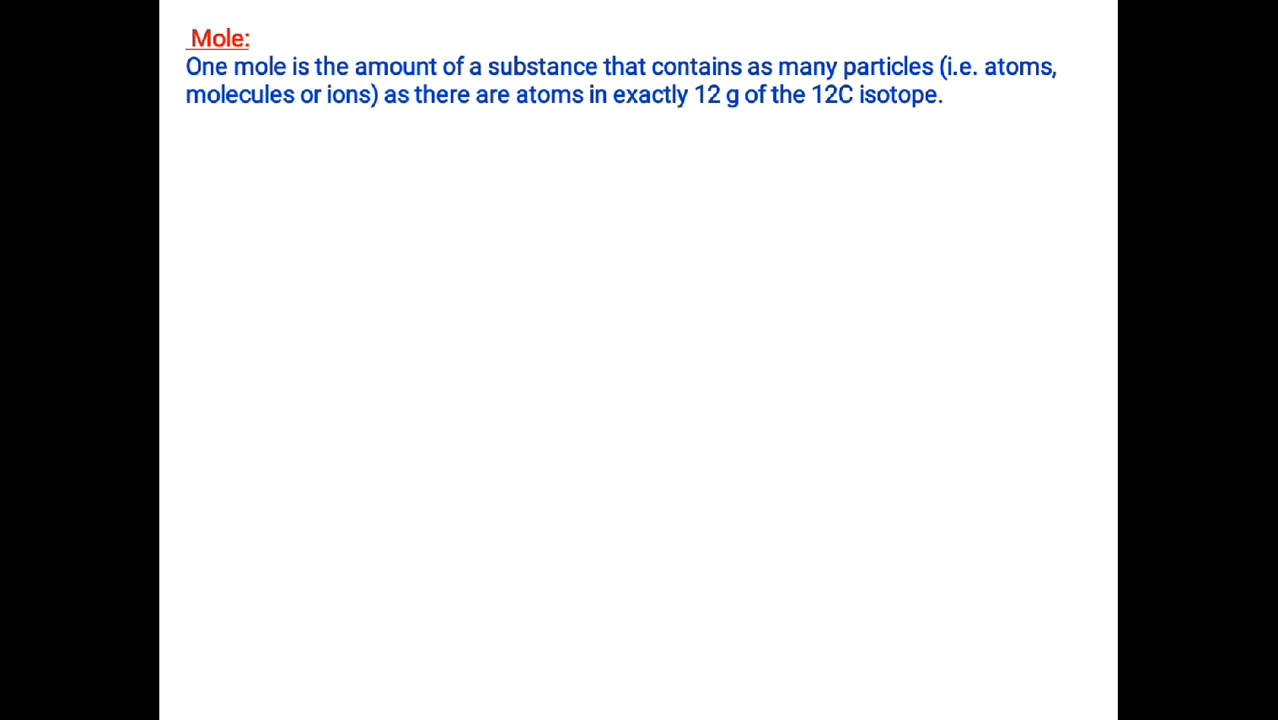 Mole:
One mole is the amount of a substance that contains as many particles (i.e. atoms,
molecules or ions) as there are atoms in exactly 12 g of the 12C isotope.